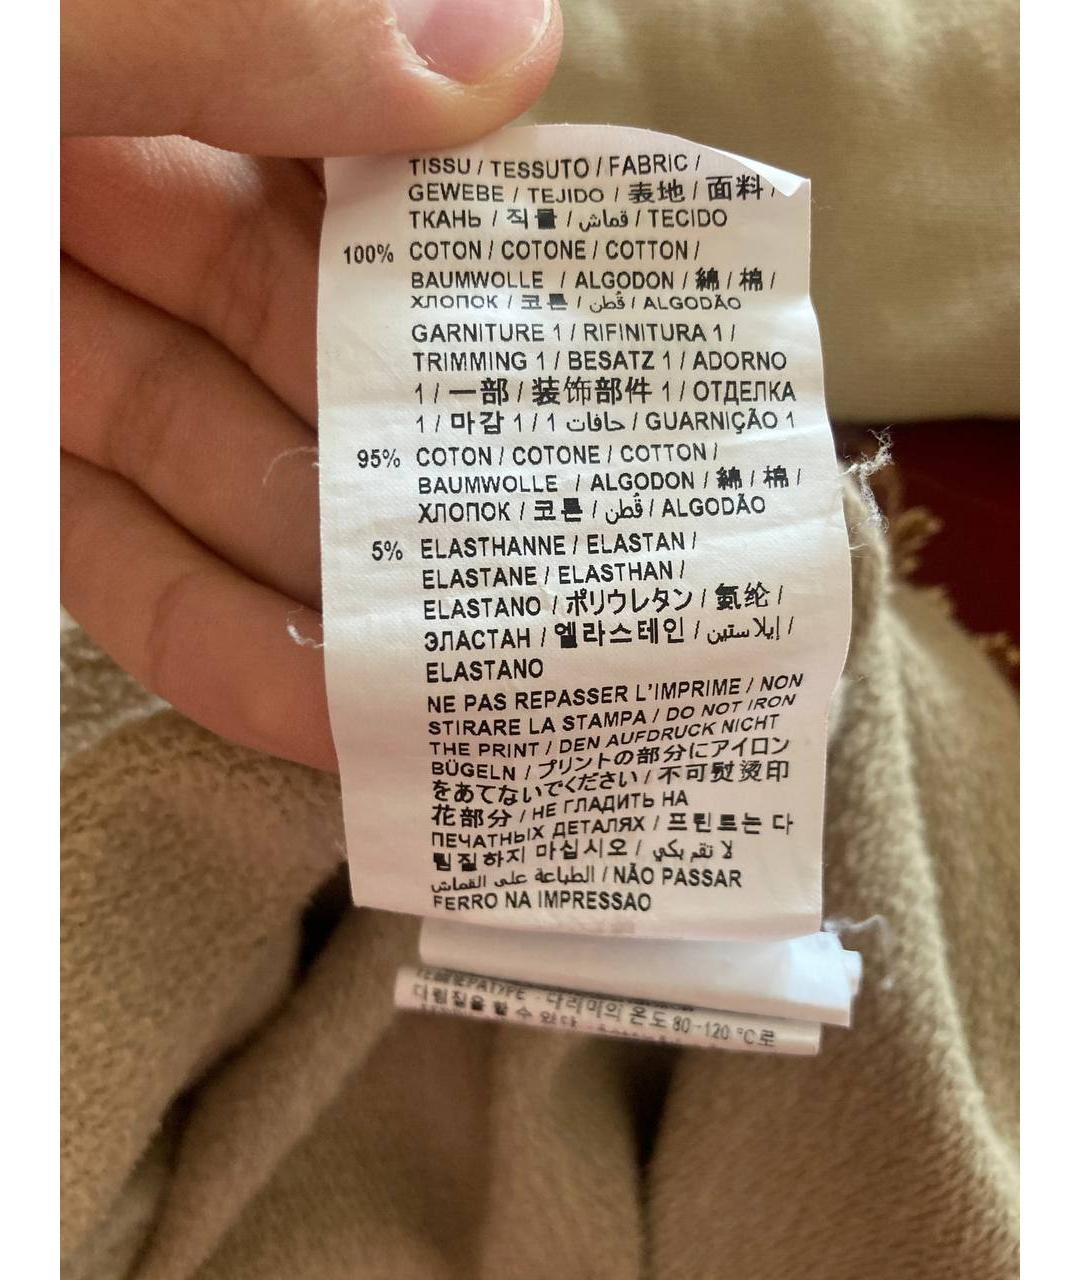 TISSU / TESSUTO / FABRIC /
GEWEBE / TEJIDO / 表地 / 面料 /
ТКАНЬ / 직물 / قماش / TECIDO
100% COTON / COTONE / COTTON /
BAUMWOLLE / ALGODON / 綿 / 棉 /
ХЛОПОК / 코튼 / قُطن / ALGODÃO
GARNITURE 1 / RIFINITURA 1 /
TRIMMING 1 / BESATZ 1 / ADORNO
1 / 一部 / 装饰部件 1 / ОТДЕЛКА
1 / 마감 1 / 1 حافات / GUARNIÇÃO 1
95% COTON / COTONE / COTTON /
BAUMWOLLE / ALGODON / 綿 / 棉 /
ХЛОПОК / 코튼 / قُطن / ALGODÃO
5% ELASTHANNE / ELASTAN /
ELASTANE / ELASTHAN /
ELASTANO / ポリウレタン / 氨纶 /
ЭЛАСТАН / 엘라스테인 / إيلاستين /
ELASTANO
NE PAS REPASSER L'IMPRIME / NON
STIRARE LA STAMPA / DO NOT IRON
THE PRINT / DEN AUFDRUCK NICHT
BÜGELN / プリントの部分にアイロン
をあてないでください / 不可熨烫印
花部分 / НЕ ГЛАДИТЬ НА
ПЕЧАТНЫХ ДЕТАЛЯХ / 프린트는 다
림질하지 마십시오 / لا تقم بكي
الطباعة على القماش / NÃO PASSAR
FERRO NA IMPRESSAO
다리미의 온도 80-120 °C로
다림질을 할 수 있다